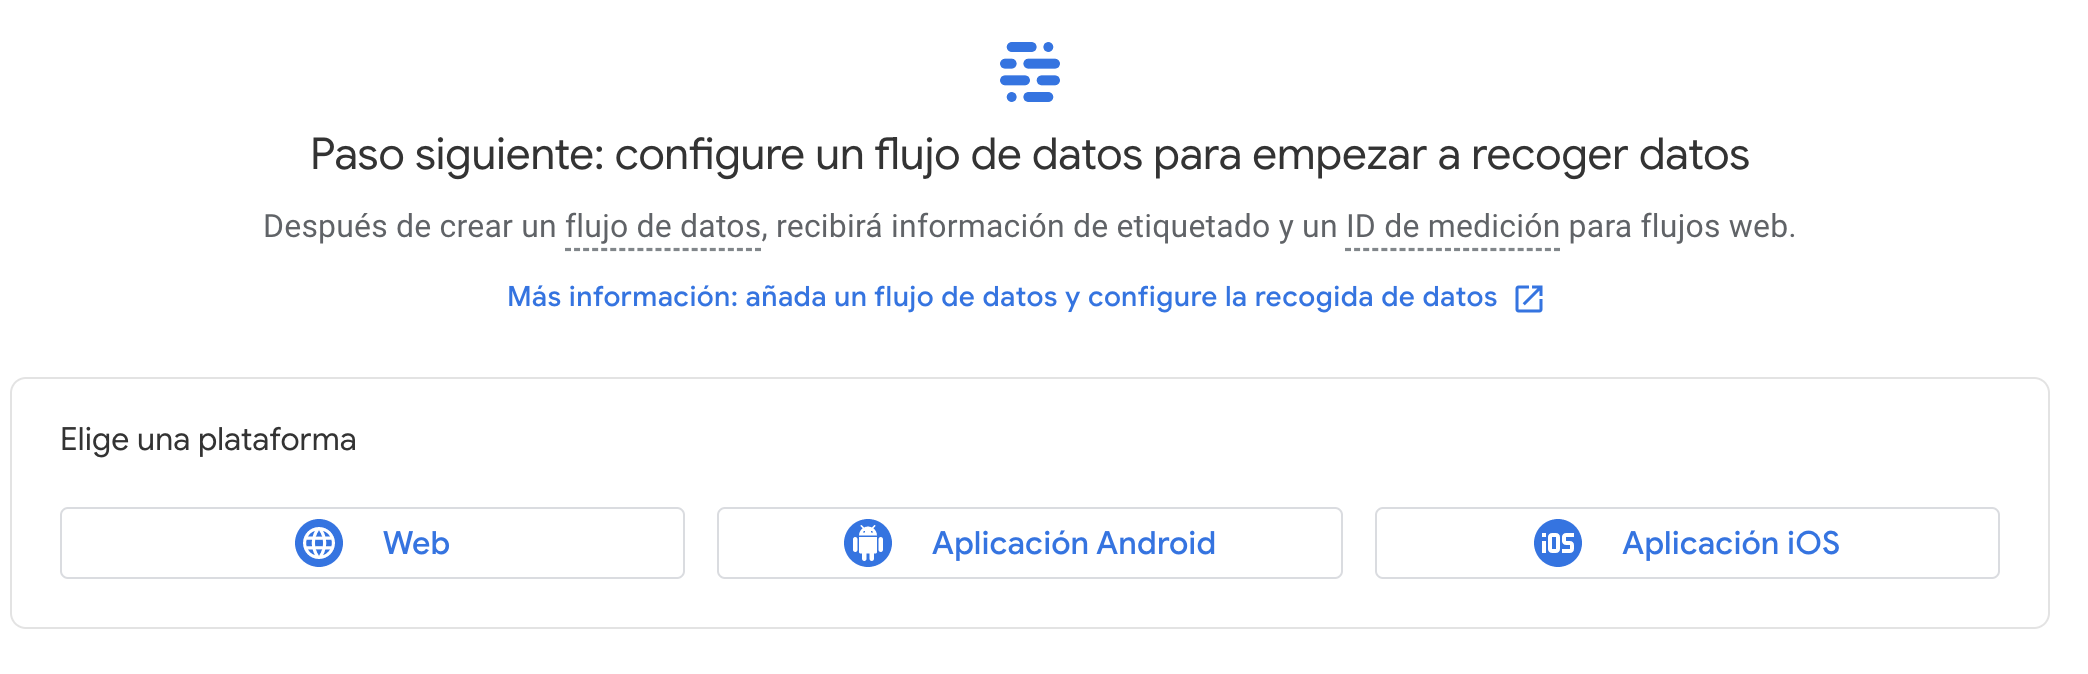 Paso siguiente: configure un flujo de datos para empezar a recoger datos
Después de crear un flujo de datos, recibirá información de etiquetado y un ID de medición para flujos web.
Más información: añada un flujo de datos y configure la recogida de datos
Elige una plataforma
Web
Aplicación Android
iOS Aplicación iOS